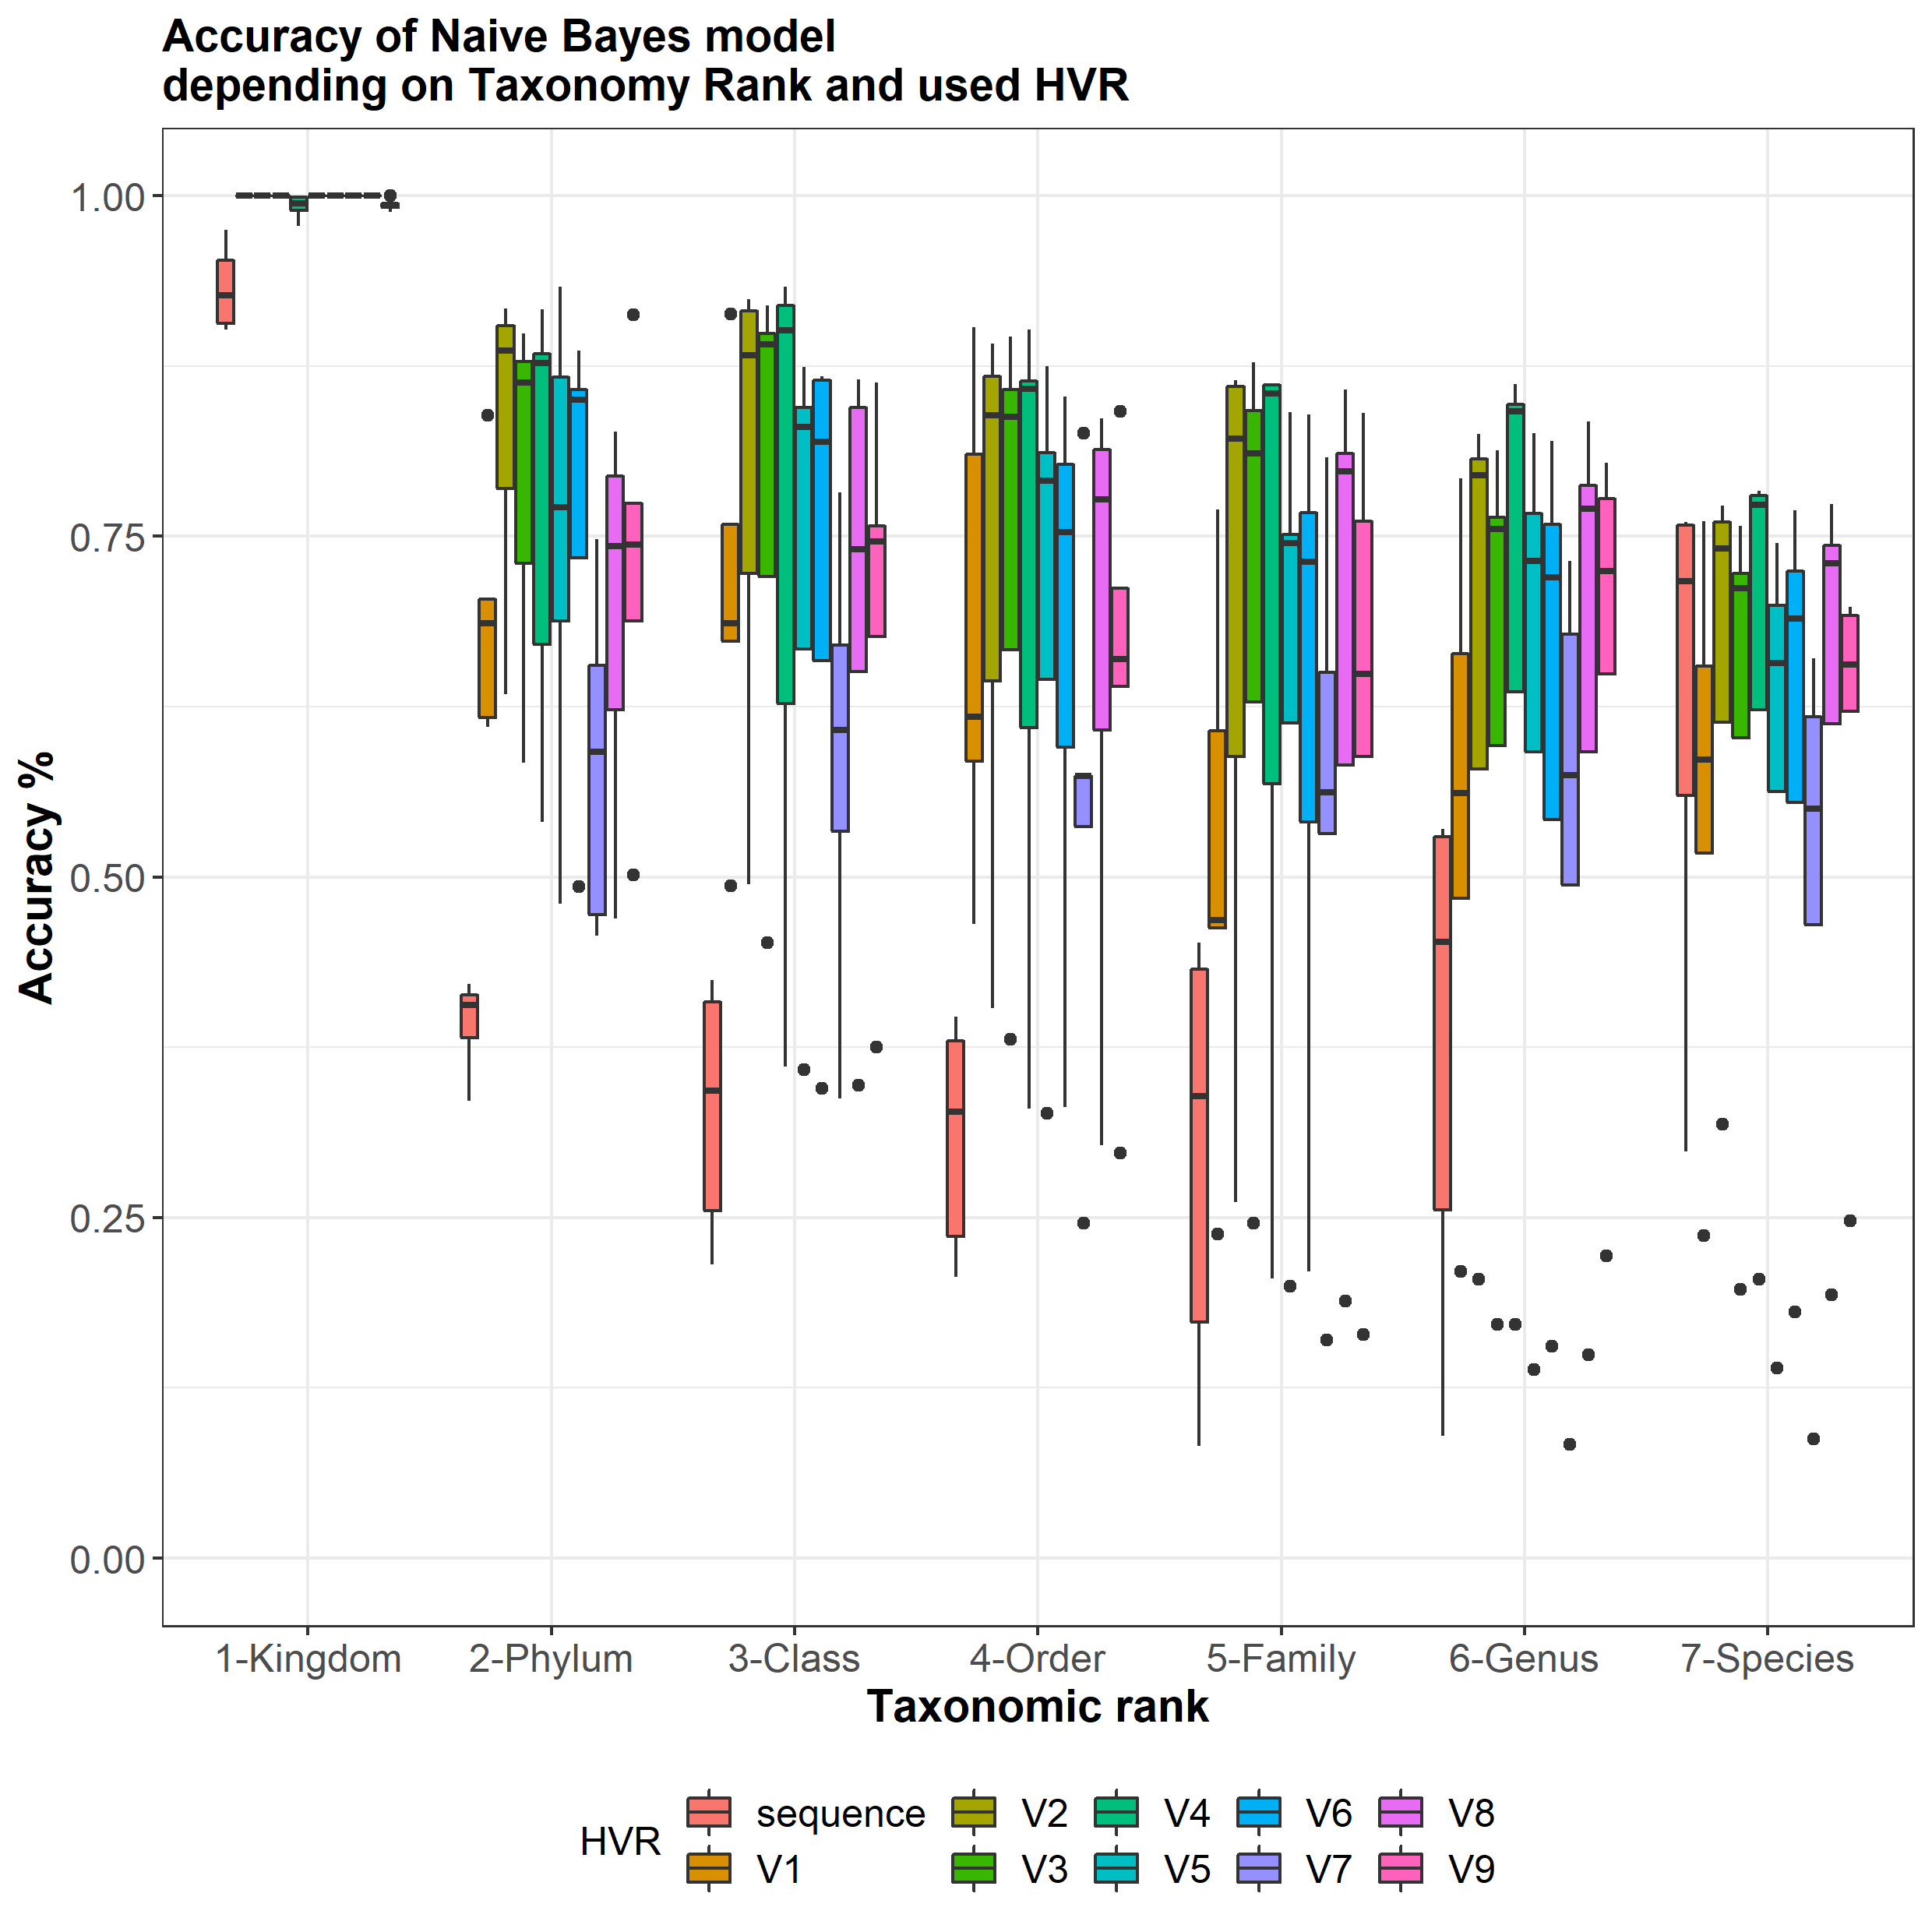 Accuracy of Naive Bayes model
depending on Taxonomy Rank and used HVR
Accuracy %
1.00
0.75
0.50
0.25
0.00
1-Kingdom 2-Phylum 3-Class 4-Order 5-Family 6-Genus 7-Species
Taxonomic rank
HVR
sequence V2 V4 V6 V8
V1 V3 V5 V7 V9